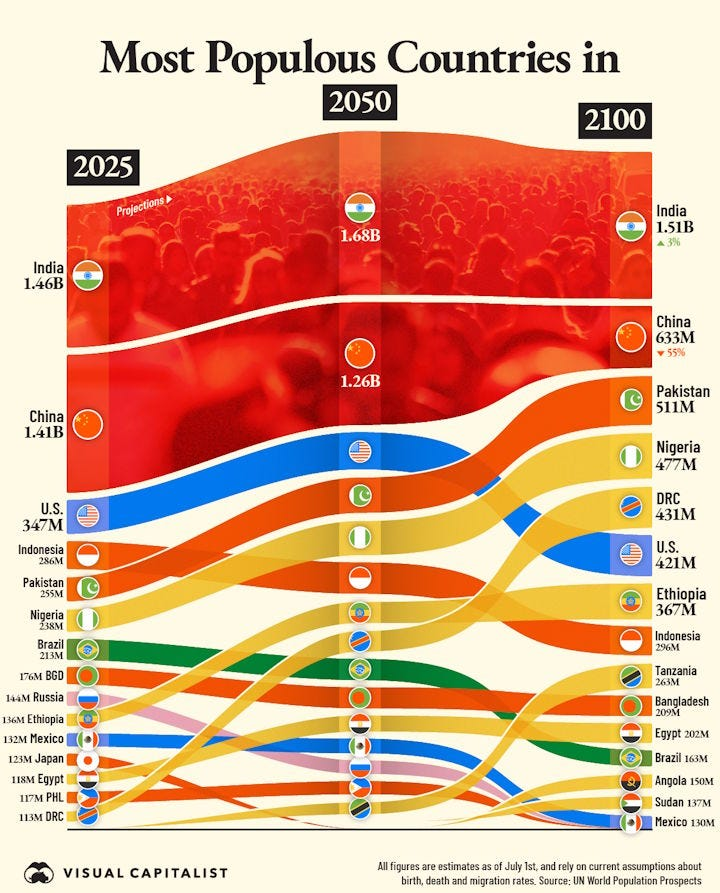 Most Populous Countries in
2050
2100
2025
Projections ▶
India
1.46B
China
1.41B
U.S.
347M
Indonesia
286M
Pakistan
255M
Nigeria
238M
Brazil
213M
176M BGD
144M Russia
136M Ethiopia
132M Mexico
123M Japan
118M Egypt
117M PHL
113M DRC
1.68B
1.26B
India
1.51B
▲ 3%
China
633M
▼ 55%
Pakistan
511M
Nigeria
477M
DRC
431M
U.S.
421M
Ethiopia
367M
Indonesia
296M
Tanzania
263M
Bangladesh
209M
Egypt 202M
Brazil 163M
Angola 150M
Sudan 137M
Mexico 130M
VISUAL CAPITALIST
All figures are estimates as of July 1st, and rely on current assumptions about
birth, death and migration rates. Source: UN World Population Prospects